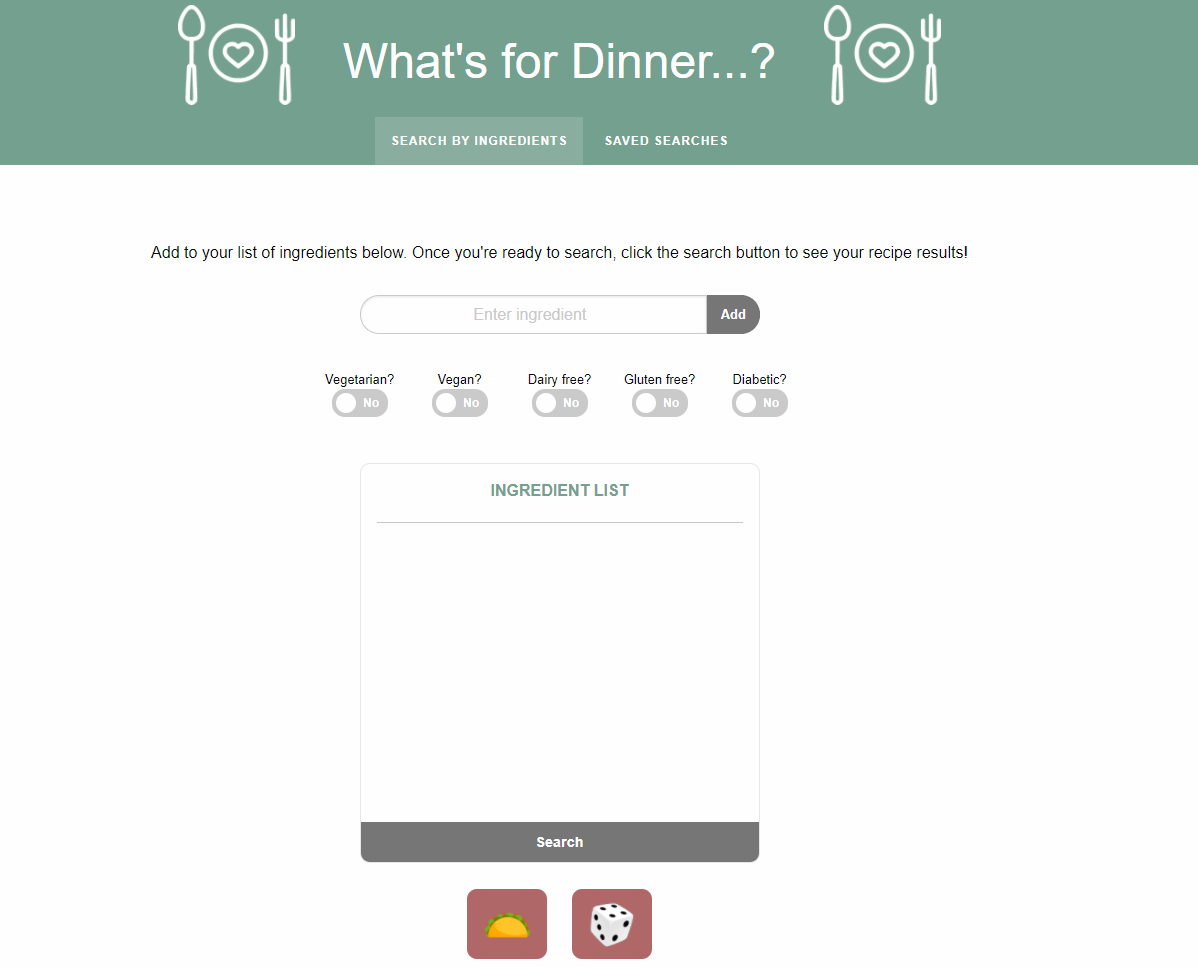 What's for Dinner...?
SEARCH BY INGREDIENTS SAVED SEARCHES
Add to your list of ingredients below. Once you're ready to search, click the search button to see your recipe results!
Enter ingredient Add
Vegetarian? Vegan? Dairy free? Gluten free? Diabetic?
No No No No No
INGREDIENT LIST
Search